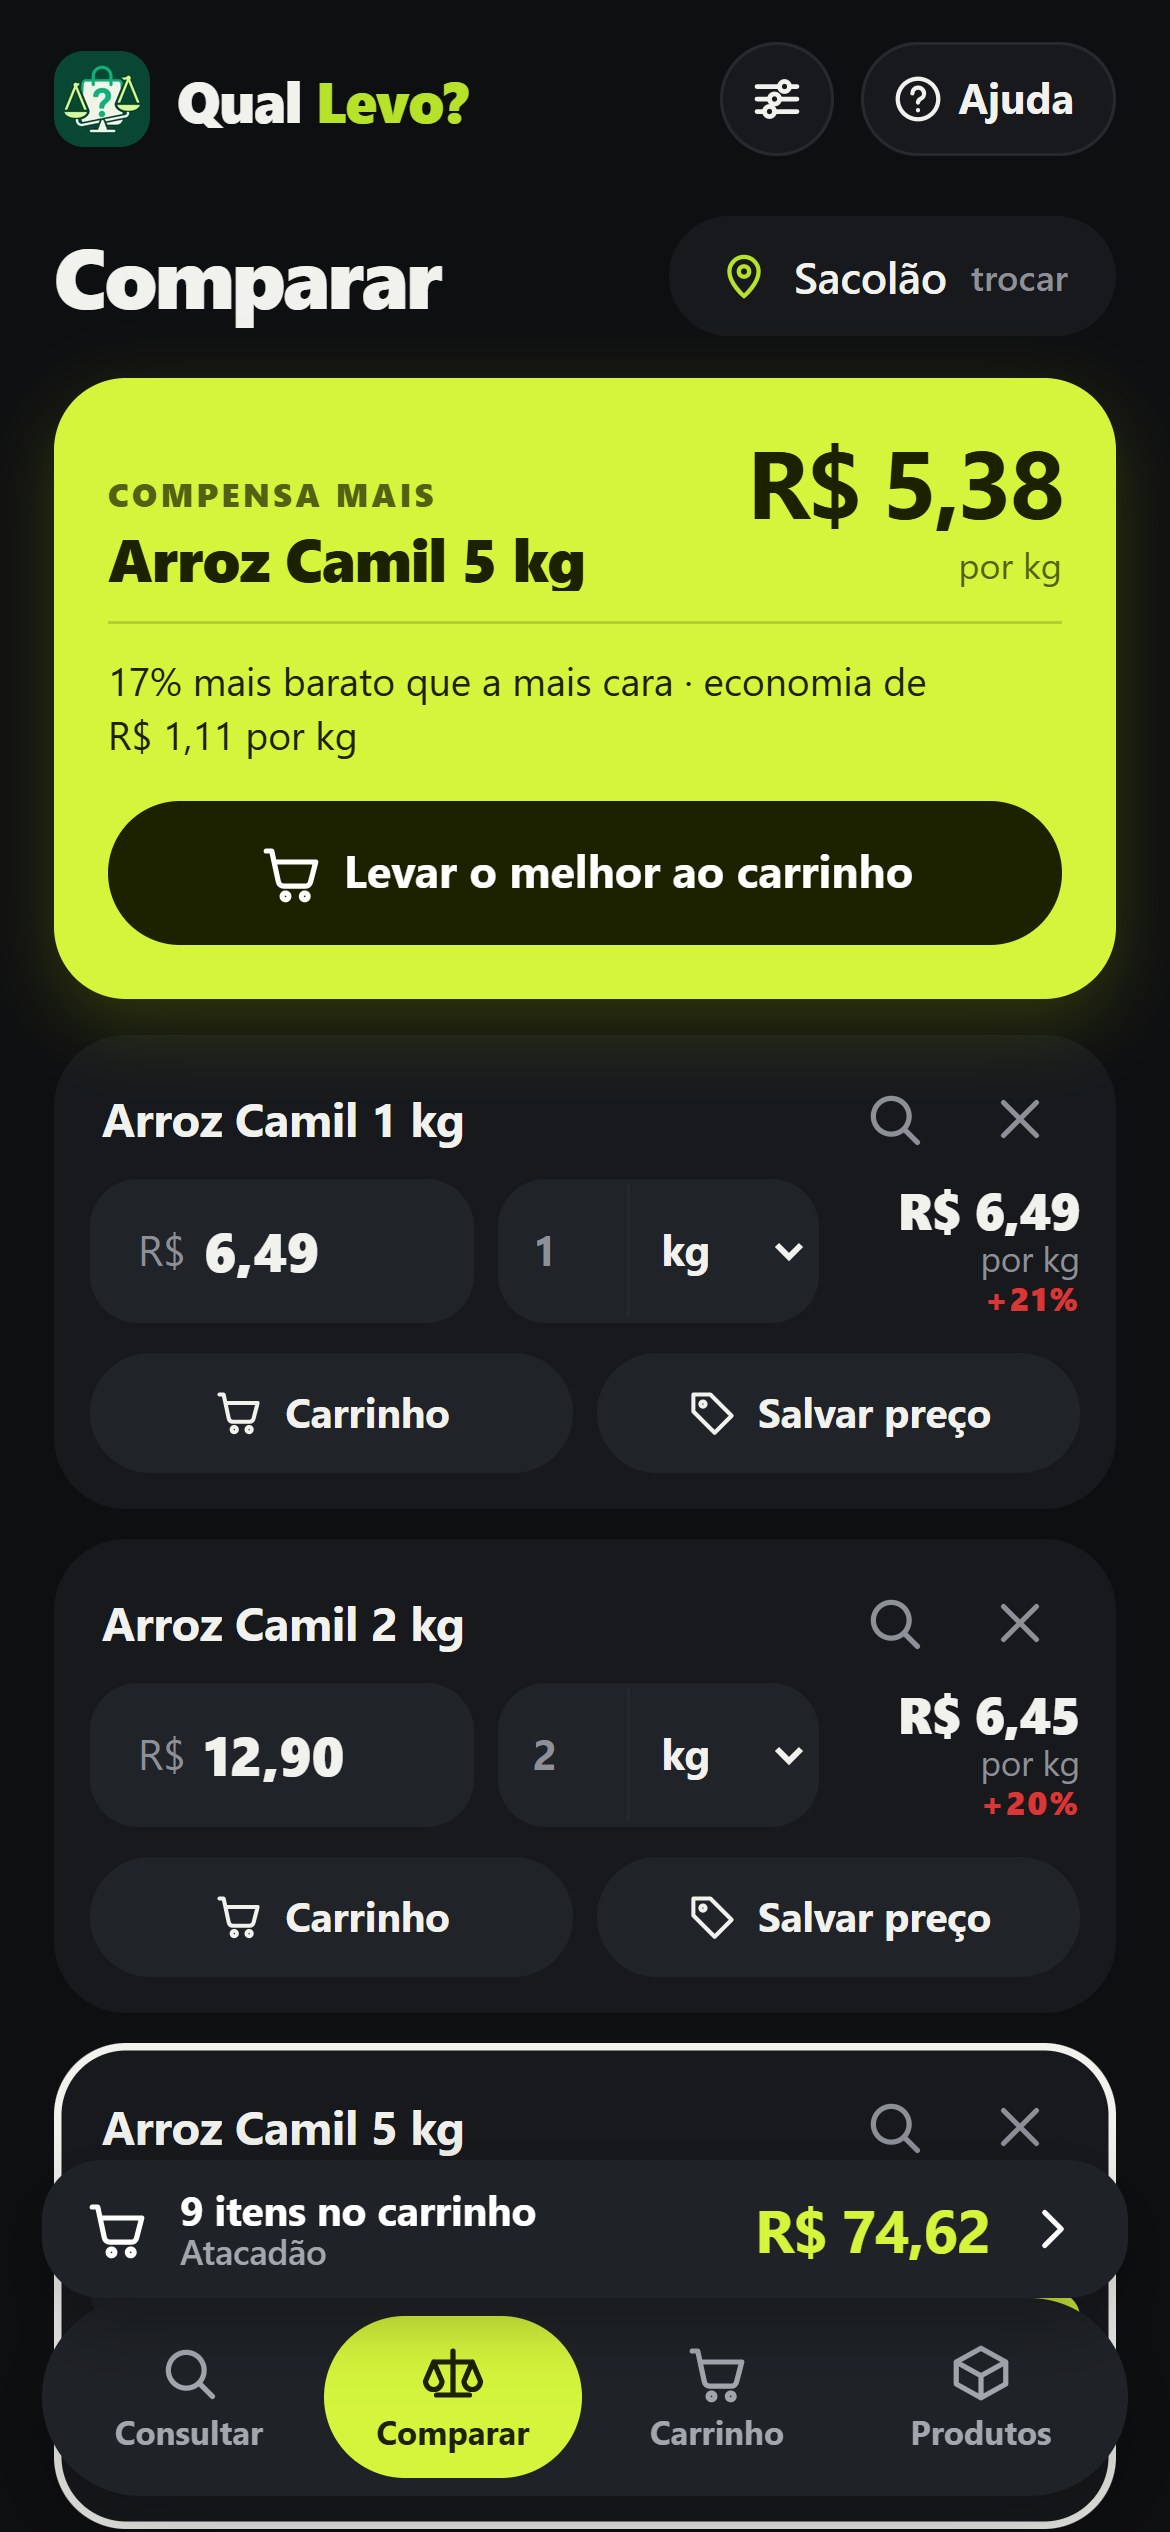 Qual Levo?
Ajuda
Comparar
Sacolão trocar
COMPENSA MAIS
Arroz Camil 5 kg
R$ 5,38
por kg
17% mais barato que a mais cara · economia de
R$ 1,11 por kg
Levar o melhor ao carrinho
Arroz Camil 1 kg
R$ 6,49
1 kg
R$ 6,49
por kg
+21%
Carrinho
Salvar preço
Arroz Camil 2 kg
R$ 12,90
2 kg
R$ 6,45
por kg
+20%
Carrinho
Salvar preço
Arroz Camil 5 kg
9 itens no carrinho
Atacadão
R$ 74,62
Consultar
Comparar
Carrinho
Produtos